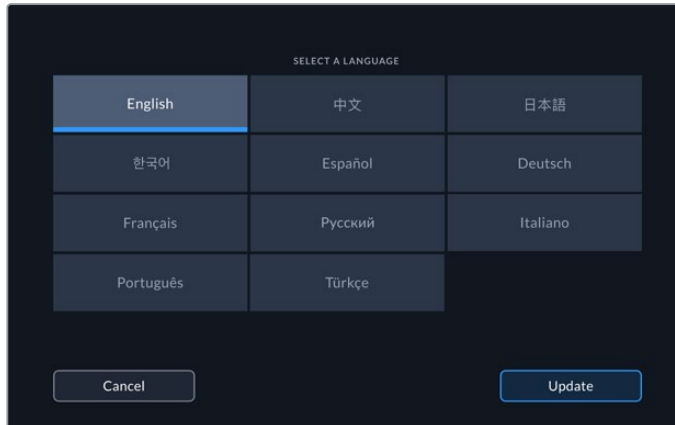 SELECT A LANGUAGE
English
中文
日本語
한국어
Español
Deutsch
Français
Русский
Italiano
Português
Türkçe
Cancel
Update